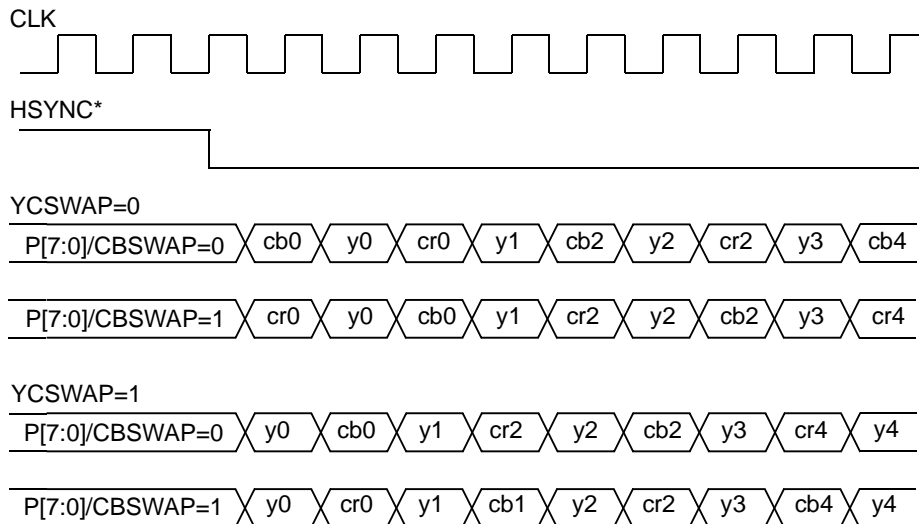 CLK
HSYNC*
YCSWAP=0
P[7:0]/CBSWAP=0 cb0 y0 cr0 y1 cb2 y2 cr2 y3 cb4
P[7:0]/CBSWAP=1 cr0 y0 cb0 y1 cr2 y2 cb2 y3 cr4
YCSWAP=1
P[7:0]/CBSWAP=0 y0 cb0 y1 cr2 y2 cb2 y3 cr4 y4
P[7:0]/CBSWAP=1 y0 cr0 y1 cb1 y2 cr2 y3 cb4 y4